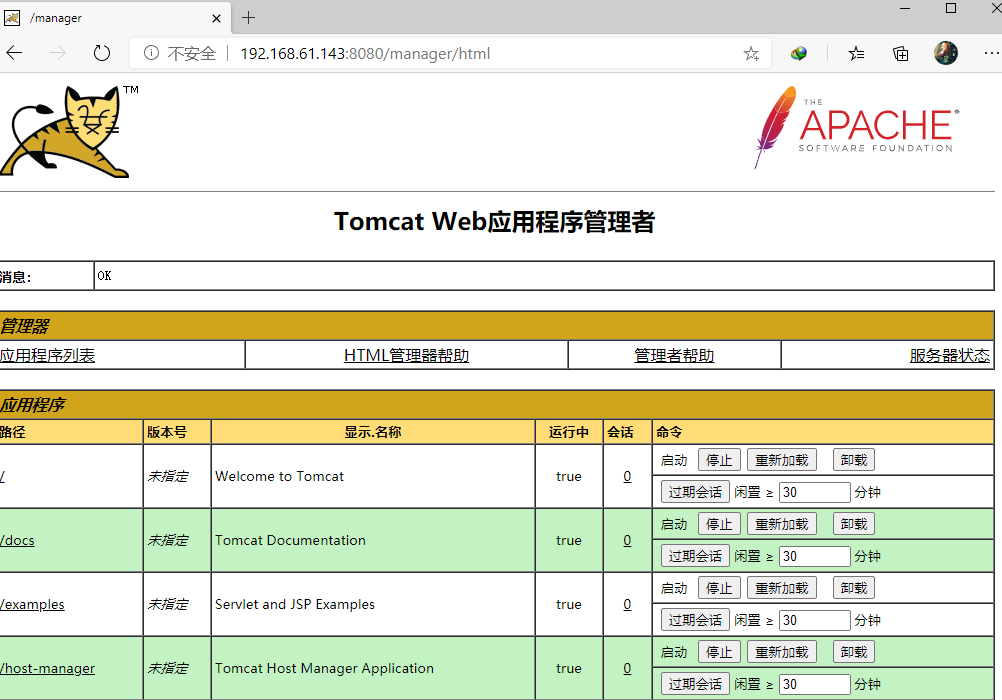 /manager
不安全 192.168.61.143:8080/manager/html
TM
THE
APACHE®
SOFTWARE FOUNDATION
Tomcat Web应用程序管理者
消息: OK
管理器
应用程序列表 HTML管理器帮助 管理者帮助 服务器状态
应用程序
路径 版本号 显示.名称 运行中 会话 命令
/ 未指定 Welcome to Tomcat true 0 启动 停止 重新加载 卸载
过期会话 闲置 ≥ 30 分钟
/docs 未指定 Tomcat Documentation true 0 启动 停止 重新加载 卸载
过期会话 闲置 ≥ 30 分钟
/examples 未指定 Servlet and JSP Examples true 0 启动 停止 重新加载 卸载
过期会话 闲置 ≥ 30 分钟
/host-manager 未指定 Tomcat Host Manager Application true 0 启动 停止 重新加载 卸载
过期会话 闲置 ≥ 30 分钟